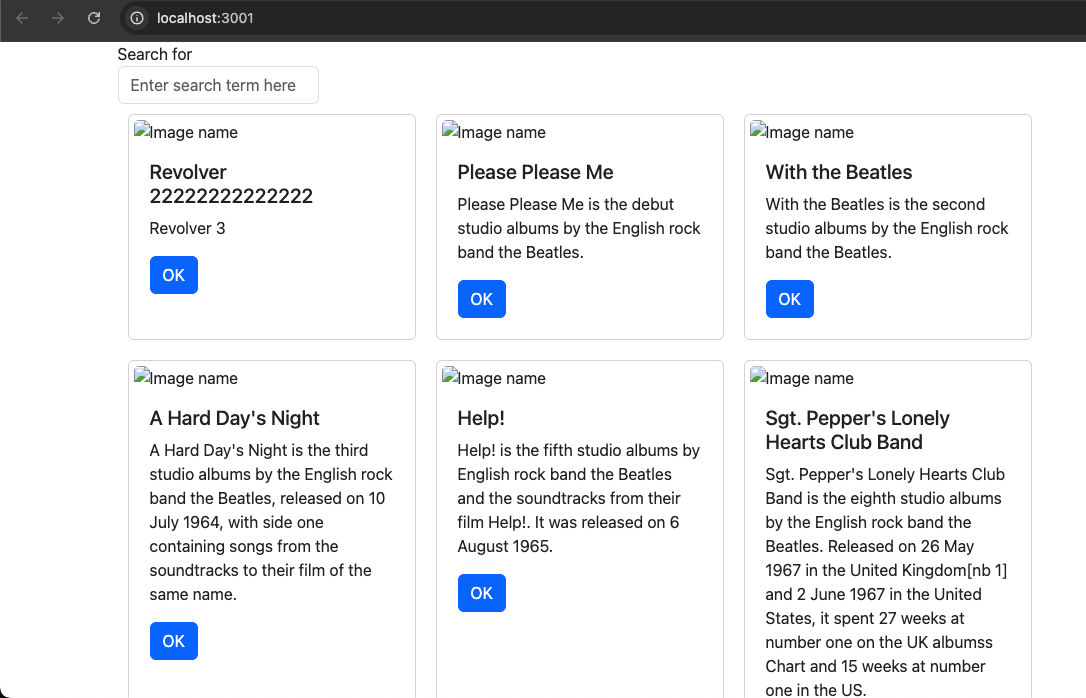 localhost:3001
Search for
Enter search term here
Image name
Revolver
22222222222222
Revolver 3
OK
Image name
Please Please Me
Please Please Me is the debut
studio albums by the English rock
band the Beatles.
OK
Image name
With the Beatles
With the Beatles is the second
studio albums by the English rock
band the Beatles.
OK
Image name
A Hard Day's Night
A Hard Day's Night is the third
studio albums by the English rock
band the Beatles, released on 10
July 1964, with side one
containing songs from the
soundtracks to their film of the
same name.
OK
Image name
Help!
Help! is the fifth studio albums by
English rock band the Beatles
and the soundtracks from their
film Help!. It was released on 6
August 1965.
OK
Image name
Sgt. Pepper's Lonely
Hearts Club Band
Sgt. Pepper's Lonely Hearts Club
Band is the eighth studio albums
by the English rock band the
Beatles. Released on 26 May
1967 in the United Kingdom[nb 1]
and 2 June 1967 in the United
States, it spent 27 weeks at
number one on the UK albumss
Chart and 15 weeks at number
one in the US.